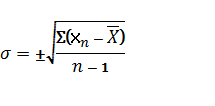 σ = ±√(Σ(xₙ − X̅)/(n − 1))